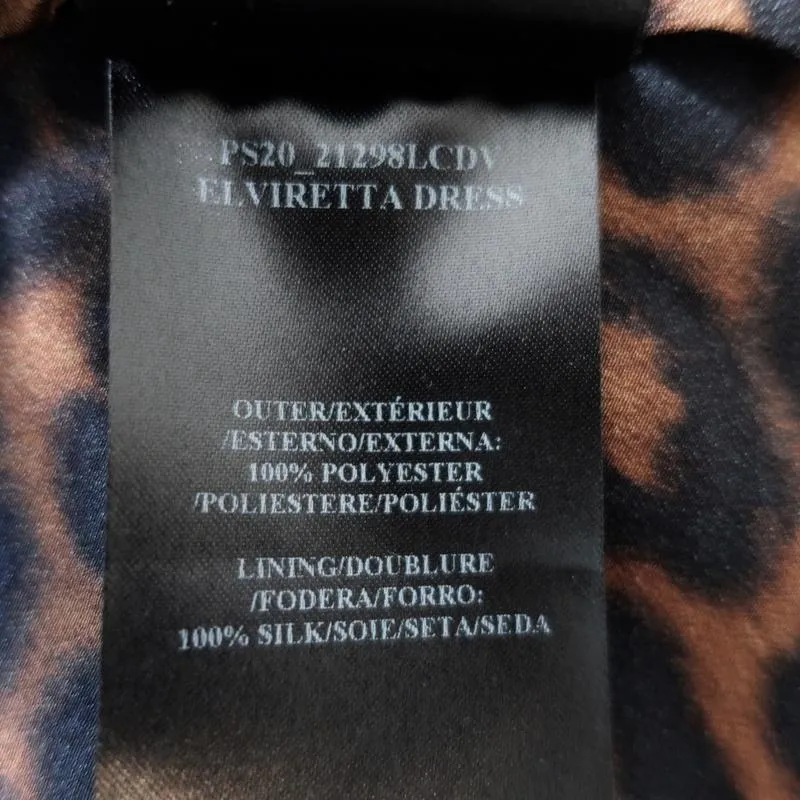 PS20_21298LCDV
ELVIRETTA DRESS
OUTER/EXTÉRIEUR
/ESTERNO/EXTERNA:
100% POLYESTER
/POLIESTERE/POLIÉSTER
LINING/DOUBLURE
/FODERA/FORRO:
100% SILK/SOIE/SETA/SEDA